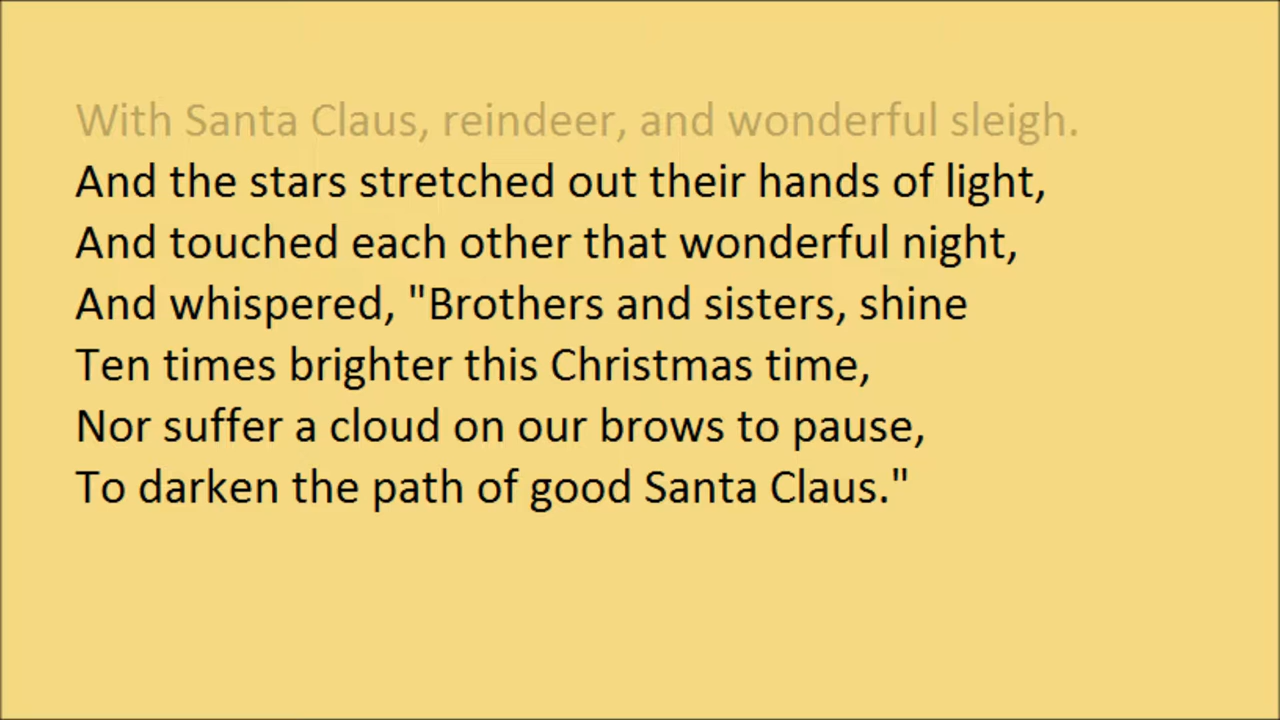 With Santa Claus, reindeer, and wonderful sleigh.
And the stars stretched out their hands of light,
And touched each other that wonderful night,
And whispered, "Brothers and sisters, shine
Ten times brighter this Christmas time,
Nor suffer a cloud on our brows to pause,
To darken the path of good Santa Claus."